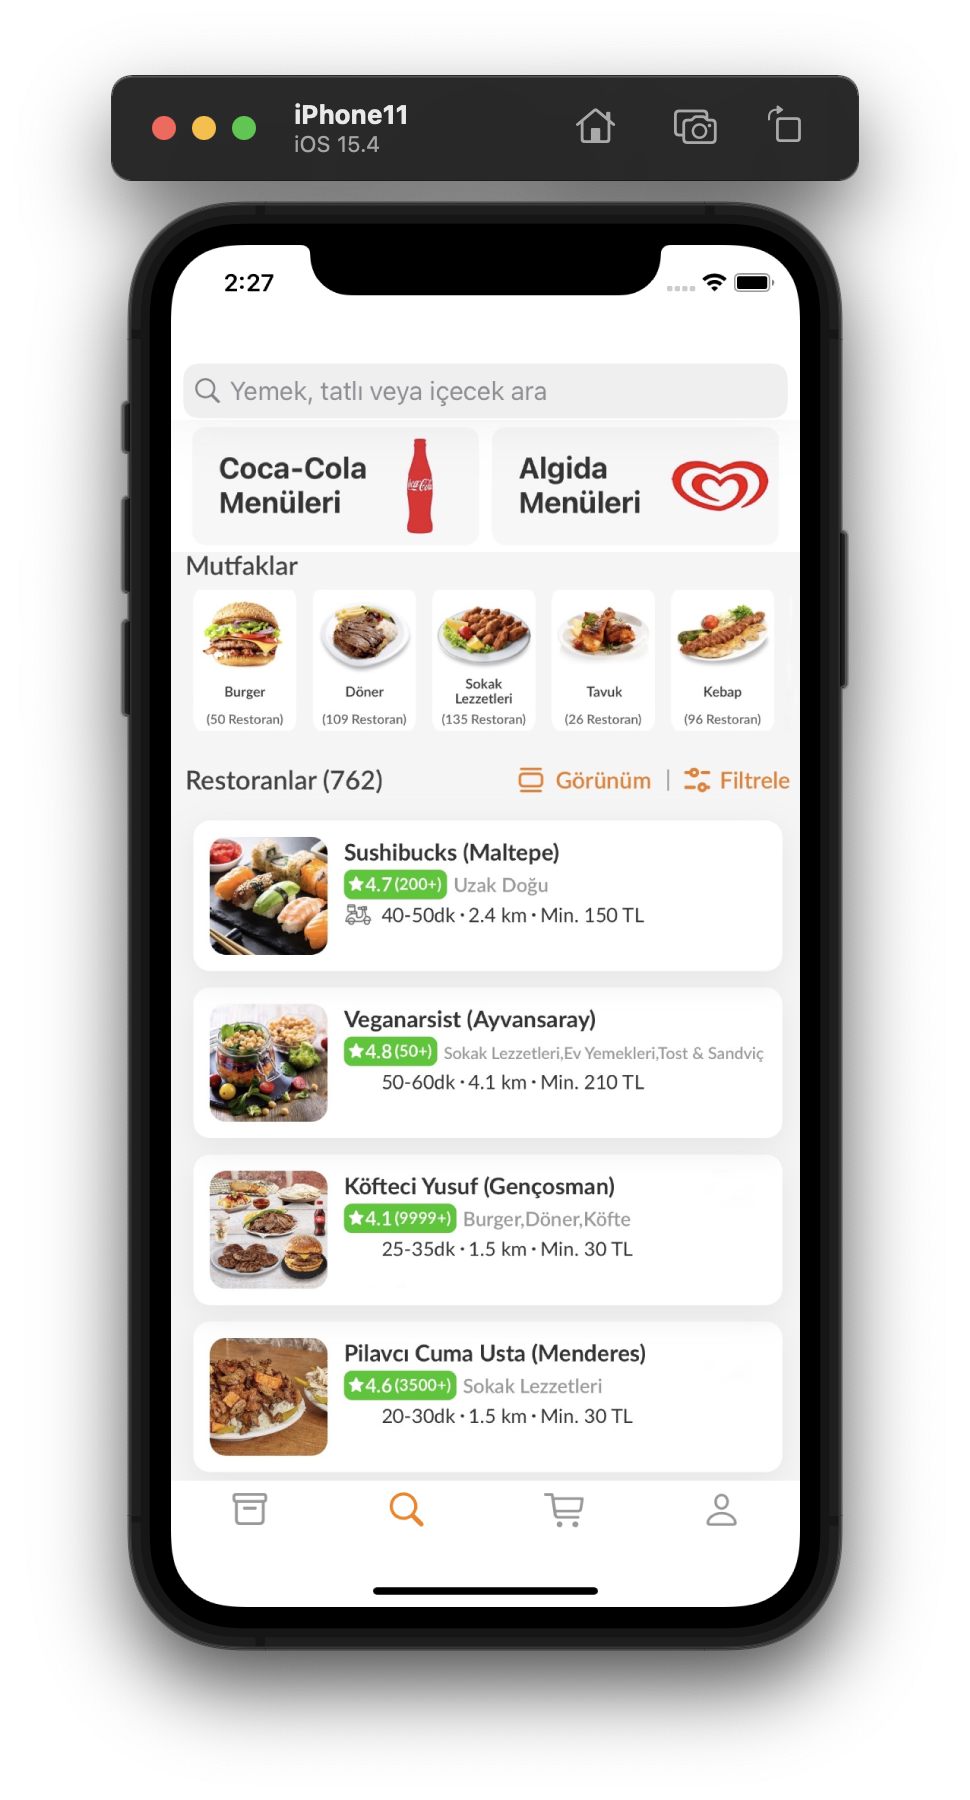 iPhone11
iOS 15.4
2:27
Yemek, tatlı veya içecek ara
Coca-Cola
Menüleri
Coca-Cola
Algida
Menüleri
Mutfaklar
Burger
(50 Restoran)
Döner
(109 Restoran)
Sokak
Lezzetleri
(135 Restoran)
Tavuk
(26 Restoran)
Kebap
(96 Restoran)
Restoranlar (762)
Görünüm | Filtrele
Sushibucks (Maltepe)
4.7 (200+) Uzak Doğu
40-50dk · 2.4 km · Min. 150 TL
Veganarsist (Ayvansaray)
4.8 (50+) Sokak Lezzetleri,Ev Yemekleri,Tost & Sandviç
50-60dk · 4.1 km · Min. 210 TL
Köfteci Yusuf (Gençosman)
4.1 (9999+) Burger,Döner,Köfte
25-35dk · 1.5 km · Min. 30 TL
Pilavcı Cuma Usta (Menderes)
4.6 (3500+) Sokak Lezzetleri
20-30dk · 1.5 km · Min. 30 TL